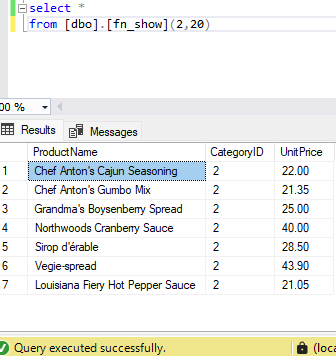 select *
from [dbo].[fn_show](2,20)
00 %
Results Messages
ProductName CategoryID UnitPrice
1 Chef Anton's Cajun Seasoning 2 22.00
2 Chef Anton's Gumbo Mix 2 21.35
3 Grandma's Boysenberry Spread 2 25.00
4 Northwoods Cranberry Sauce 2 40.00
5 Sirop d'érable 2 28.50
6 Vegie-spread 2 43.90
7 Louisiana Fiery Hot Pepper Sauce 2 21.05
Query executed successfully. (loca